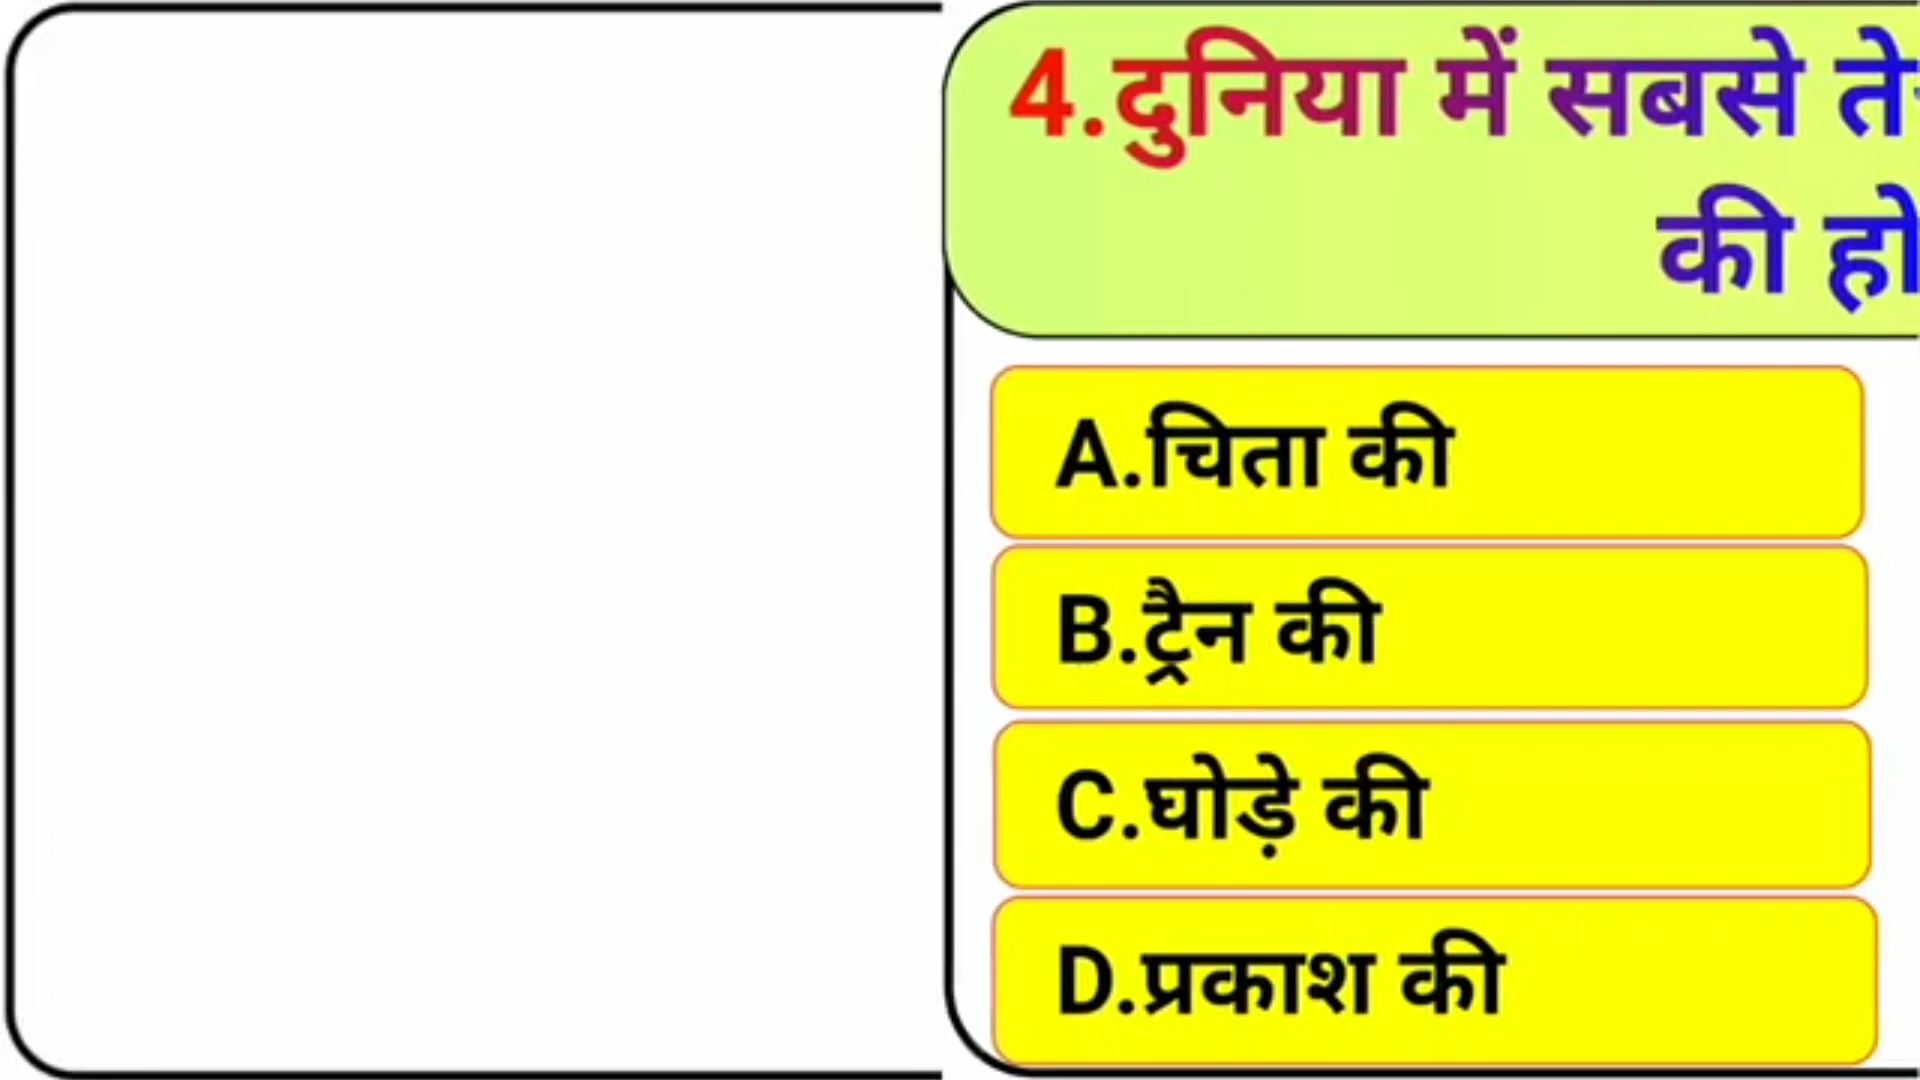 4.दुनिया में सबसे
की
A.चिता की
B.ट्रैन की
C.घोड़े की
D.प्रकाश की